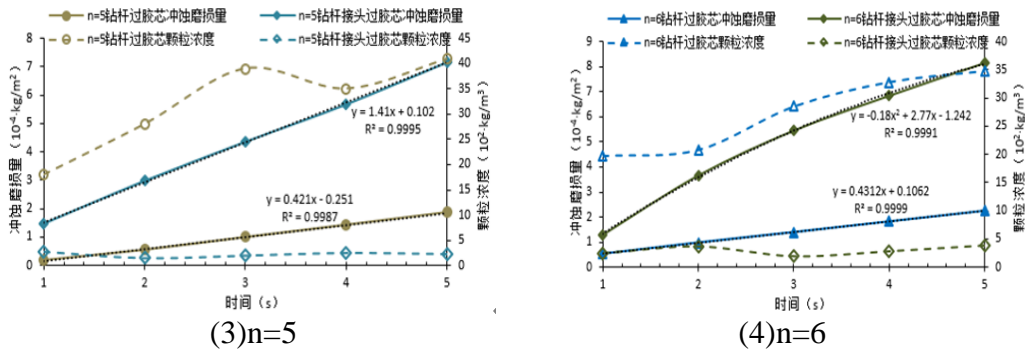 n=5钻杆过胶芯冲蚀磨损量
n=5钻杆接头过胶芯冲蚀磨损量
n=5钻杆过胶芯颗粒浓度
n=5钻杆接头过胶芯颗粒浓度
冲蚀磨损量（10⁻⁴·kg/m²）
8
7
6
5
4
3
2
1
0
45
40
35
30
25
20
15
10
5
0
颗粒浓度（10²·kg/m³）
y = 1.41x + 0.102
R² = 0.9995
y = 0.421x - 0.251
R² = 0.9987
1 2 3 4 5
时间（s）
(3)n=5
n=6钻杆过胶芯冲蚀磨损量
n=6钻杆接头过胶芯冲蚀磨损量
n=6钻杆过胶芯颗粒浓度
n=6钻杆接头过胶芯颗粒浓度
冲蚀磨损量（10⁻⁴·kg/m²）
9
8
7
6
5
4
3
2
1
0
40
35
30
25
20
15
10
5
0
颗粒浓度（10²·kg/m³）
y = -0.18x² + 2.77x - 1.242
R² = 0.9991
y = 0.4312x + 0.1062
R² = 0.9999
1 2 3 4 5
时间（s）
(4)n=6